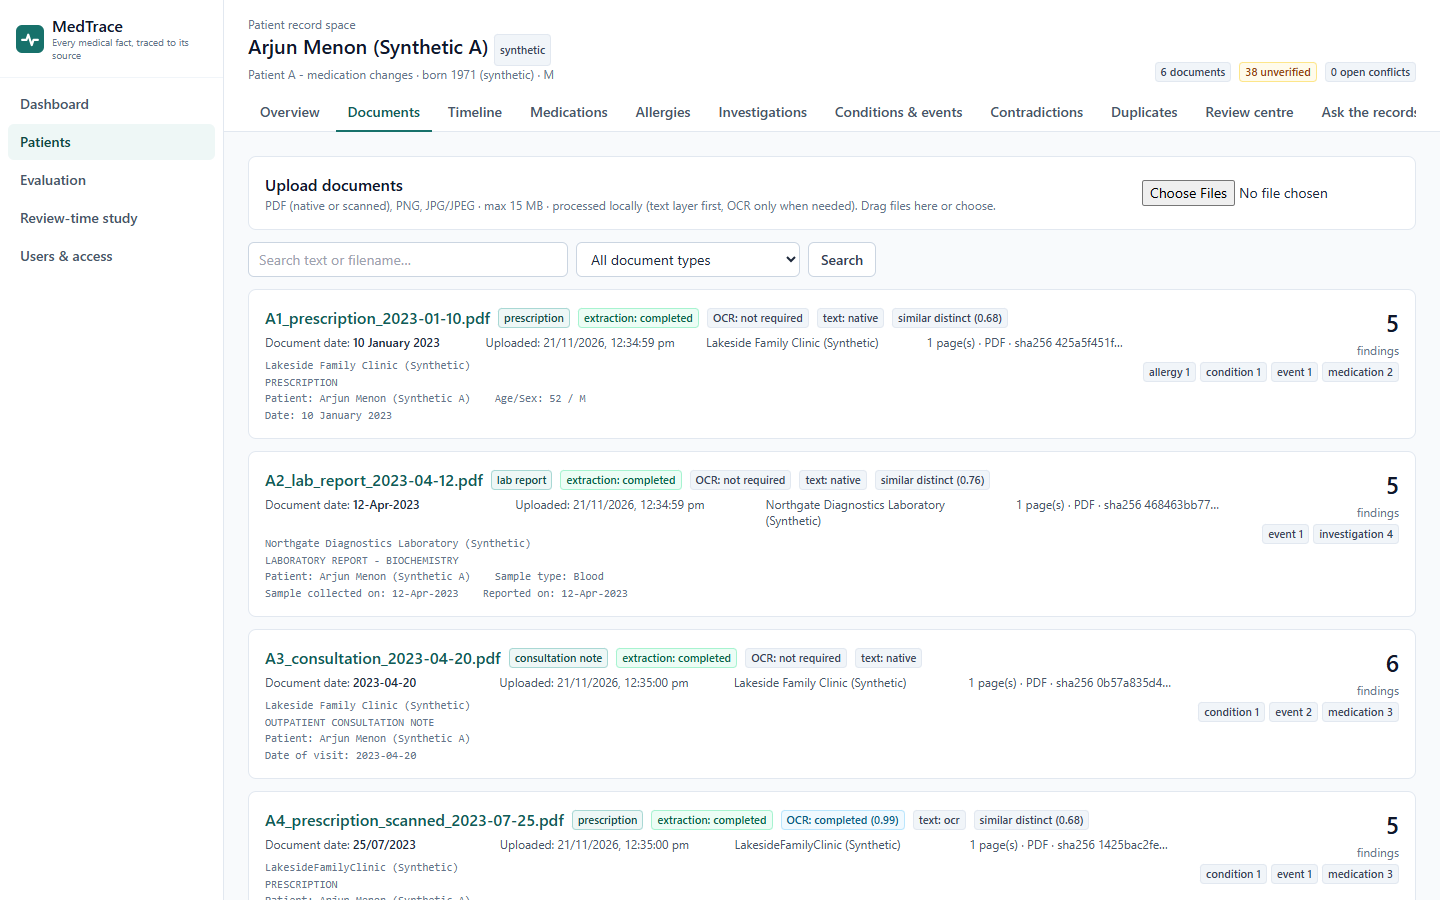 MedTrace
Every medical fact, traced to its
source
Dashboard
Patients
Evaluation
Review-time study
Users & access
Patient record space
Arjun Menon (Synthetic A) synthetic
Patient A - medication changes · born 1971 (synthetic) · M
6 documents 38 unverified 0 open conflicts
Overview Documents Timeline Medications Allergies Investigations Conditions & events Contradictions Duplicates Review centre Ask the records
Upload documents
PDF (native or scanned), PNG, JPG/JPEG · max 15 MB · processed locally (text layer first, OCR only when needed). Drag files here or choose.
Choose Files No file chosen
Search text or filename... All document types Search
A1_prescription_2023-01-10.pdf prescription extraction: completed OCR: not required text: native similar distinct (0.68)
Document date: 10 January 2023 Uploaded: 21/11/2026, 12:34:59 pm Lakeside Family Clinic (Synthetic) 1 page(s) · PDF · sha256 425a5f451f...
Lakeside Family Clinic (Synthetic)
PRESCRIPTION
Patient: Arjun Menon (Synthetic A) Age/Sex: 52 / M
Date: 10 January 2023
5
findings
allergy 1 condition 1 event 1 medication 2
A2_lab_report_2023-04-12.pdf lab report extraction: completed OCR: not required text: native similar distinct (0.76)
Document date: 12-Apr-2023 Uploaded: 21/11/2026, 12:34:59 pm Northgate Diagnostics Laboratory
(Synthetic)
1 page(s) · PDF · sha256 468463bb77...
Northgate Diagnostics Laboratory (Synthetic)
LABORATORY REPORT - BIOCHEMISTRY
Patient: Arjun Menon (Synthetic A) Sample type: Blood
Sample collected on: 12-Apr-2023 Reported on: 12-Apr-2023
5
findings
event 1 investigation 4
A3_consultation_2023-04-20.pdf consultation note extraction: completed OCR: not required text: native
Document date: 2023-04-20 Uploaded: 21/11/2026, 12:35:00 pm Lakeside Family Clinic (Synthetic) 1 page(s) · PDF · sha256 0b57a835d4...
Lakeside Family Clinic (Synthetic)
OUTPATIENT CONSULTATION NOTE
Patient: Arjun Menon (Synthetic A)
Date of visit: 2023-04-20
6
findings
condition 1 event 2 medication 3
A4_prescription_scanned_2023-07-25.pdf prescription extraction: completed OCR: completed (0.99) text: ocr similar distinct (0.68)
Document date: 25/07/2023 Uploaded: 21/11/2026, 12:35:00 pm LakesideFamilyClinic (Synthetic) 1 page(s) · PDF · sha256 1425bac2fe...
LakesideFamilyClinic (Synthetic)
PRESCRIPTION
Patient: Arjun Menon (Synthetic A)
5
findings
condition 1 event 1 medication 3